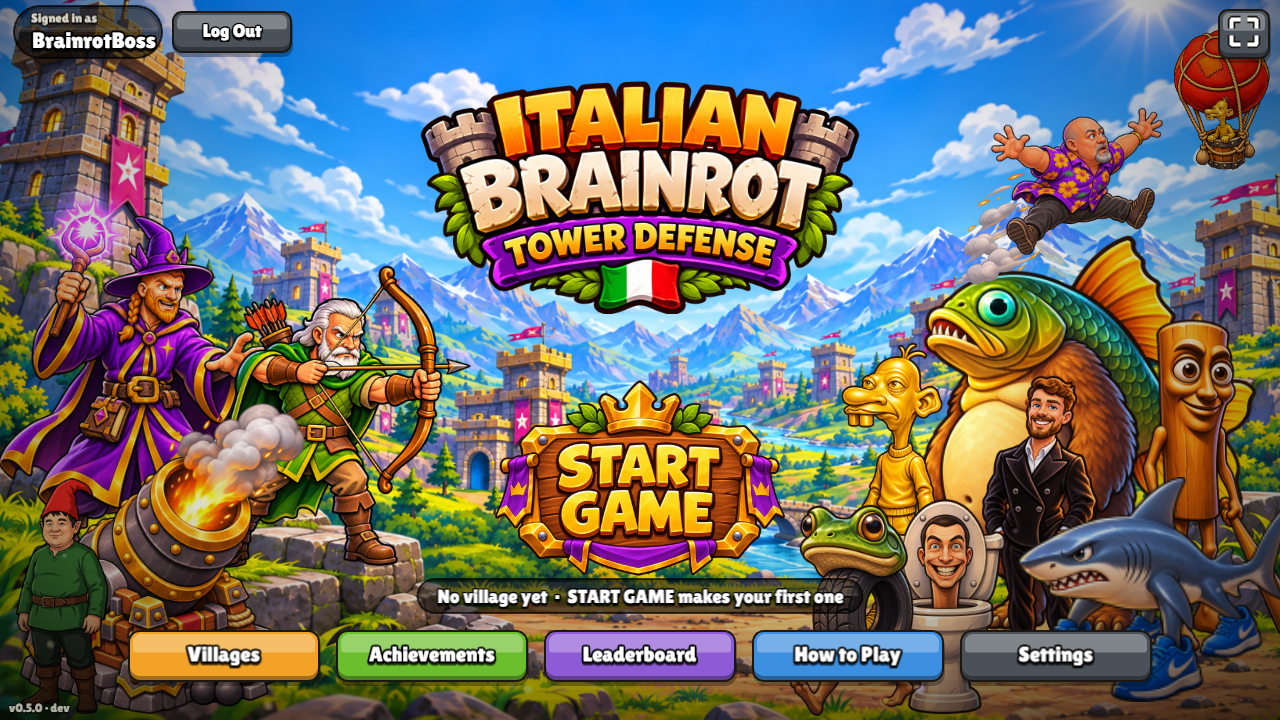 Signed in as
BrainrotBoss
Log Out
ITALIAN
BRAINROT
TOWER DEFENSE
START
GAME
No village yet · START GAME makes your first one
Villages
Achievements
Leaderboard
How to Play
Settings
v0.5.0 · dev